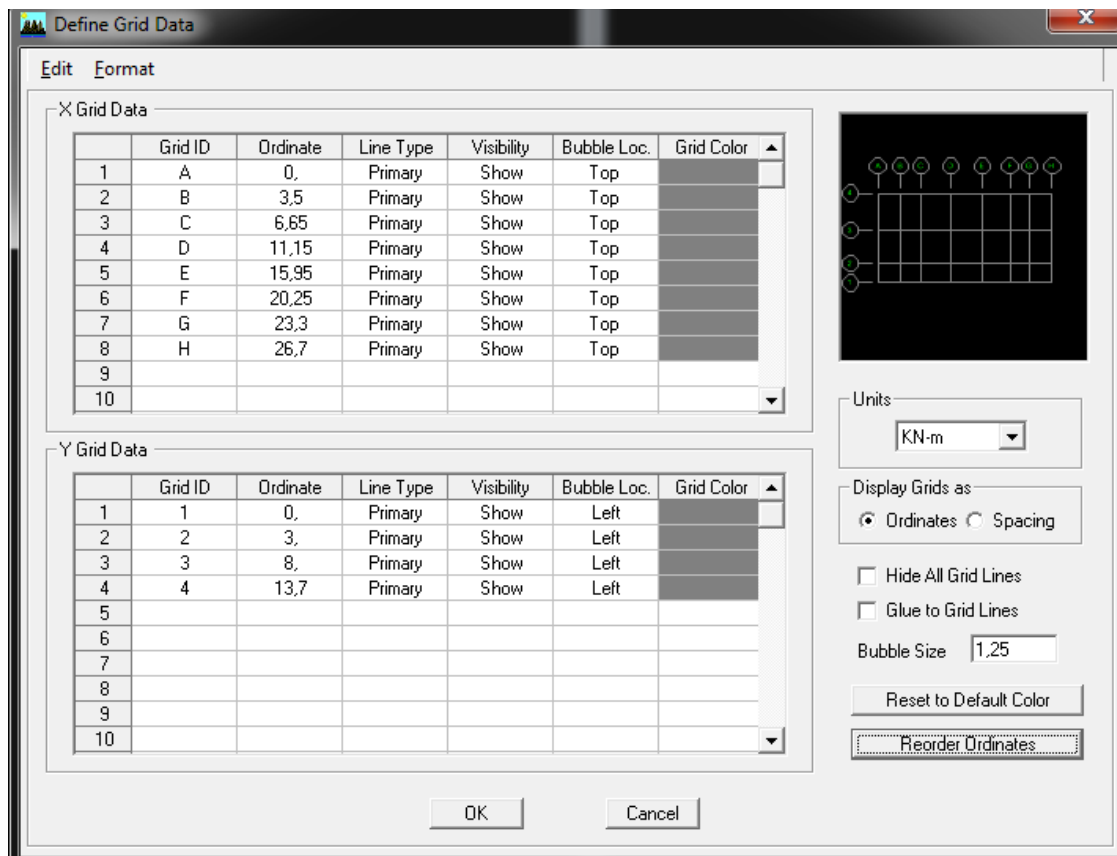 Define Grid Data
X
Edit Format
X Grid Data
Grid ID Ordinate Line Type Visibility Bubble Loc. Grid Color
1 A 0, Primary Show Top
2 B 3,5 Primary Show Top
3 C 6,65 Primary Show Top
4 D 11,15 Primary Show Top
5 E 15,95 Primary Show Top
6 F 20,25 Primary Show Top
7 G 23,3 Primary Show Top
8 H 26,7 Primary Show Top
9
10
A B C D E F G H
4
3
2
1
Units
KN-m
Y Grid Data
Grid ID Ordinate Line Type Visibility Bubble Loc. Grid Color
1 1 0, Primary Show Left
2 2 3, Primary Show Left
3 3 8, Primary Show Left
4 4 13,7 Primary Show Left
5
6
7
8
9
10
Display Grids as
Ordinates Spacing
Hide All Grid Lines
Glue to Grid Lines
Bubble Size 1,25
Reset to Default Color
Reorder Ordinates
OK Cancel